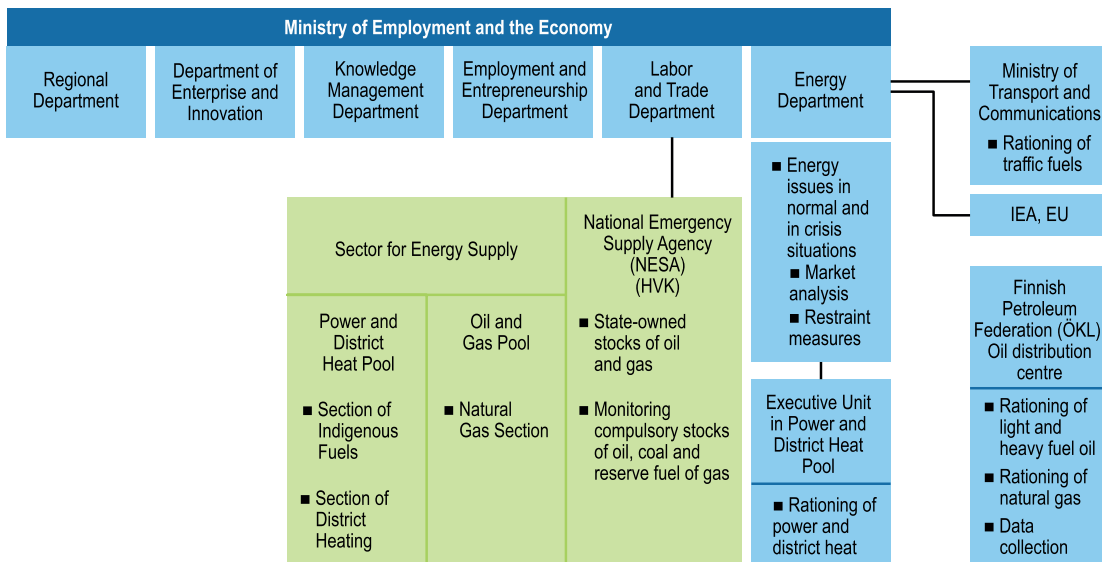 Ministry of Employment and the Economy
Regional
Department
Department of
Enterprise and
Innovation
Knowledge
Management
Department
Employment and
Entrepreneurship
Department
Labor
and Trade
Department
Energy
Department
Ministry of
Transport and
Communications
■ Rationing of
traffic fuels
IEA, EU
■ Energy
issues in
normal and
in crisis
situations
■ Market
analysis
■ Restraint
measures
Sector for Energy Supply
National Emergency
Supply Agency
(NESA)
(HVK)
■ State-owned
stocks of oil
and gas
■ Monitoring
compulsory stocks
of oil, coal and
reserve fuel of gas
Power and
District
Heat Pool
■ Section of
Indigenous
Fuels
■ Section of
District
Heating
Oil and
Gas Pool
■ Natural
Gas Section
Executive Unit
in Power and
District Heat
Pool
■ Rationing of
power and
district heat
Finnish
Petroleum
Federation (ÖKL)
Oil distribution
centre
■ Rationing of
light and
heavy fuel oil
■ Rationing of
natural gas
■ Data
collection